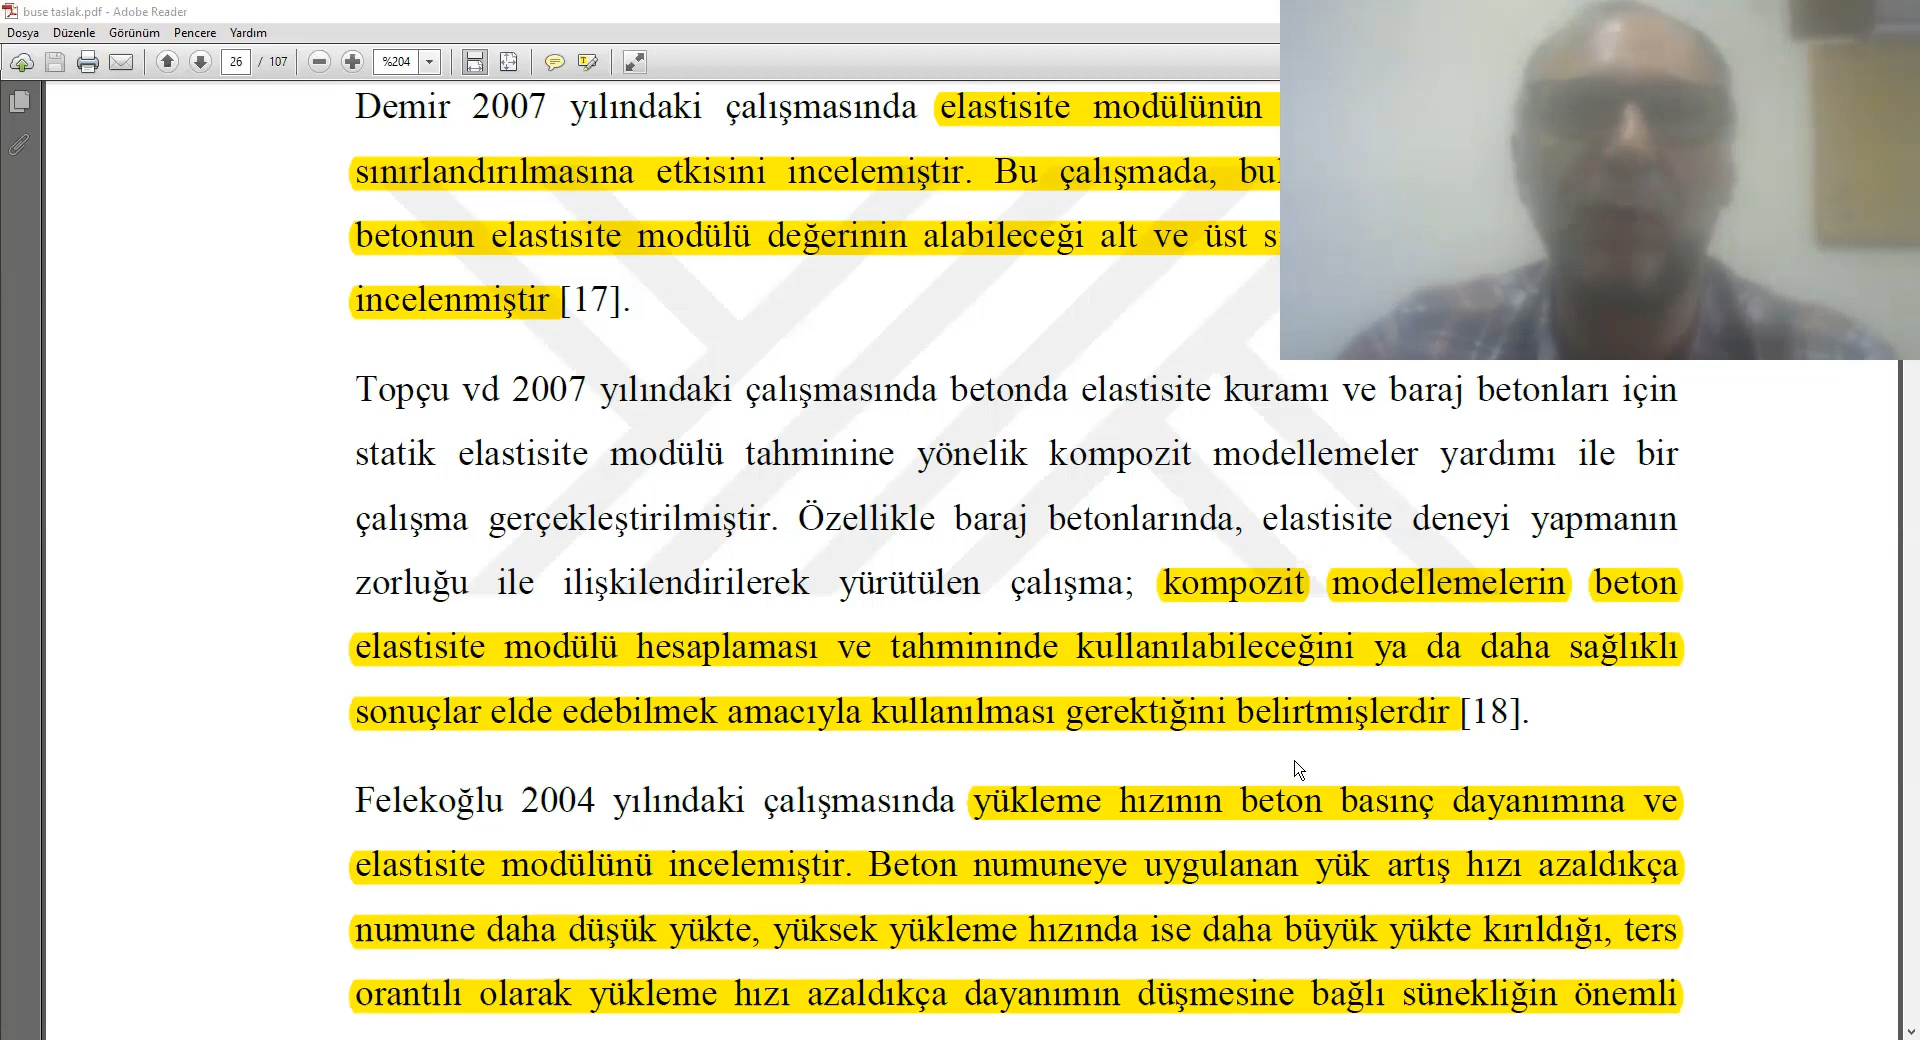 buse taslak.pdf - Adobe Reader
Dosya Düzenle Görünüm Pencere Yardım
26 / 107 %204
Demir 2007 yılındaki çalışmasında elastisite modülünün
sınırlandırılmasına etkisini incelemiştir. Bu çalışmada,
betonun elastisite modülü değerinin alabileceği alt ve üst
incelenmiştir [17].
Topçu vd 2007 yılındaki çalışmasında betonda elastisite kuramı ve baraj betonları için
statik elastisite modülü tahminine yönelik kompozit modellemeler yardımı ile bir
çalışma gerçekleştirilmiştir. Özellikle baraj betonlarında, elastisite deneyi yapmanın
zorluğu ile ilişkilendirilerek yürütülen çalışma; kompozit modellemelerin beton
elastisite modülü hesaplaması ve tahmininde kullanılabileceğini ya da daha sağlıklı
sonuçlar elde edebilmek amacıyla kullanılması gerektiğini belirtmişlerdir [18].
Felekoğlu 2004 yılındaki çalışmasında yükleme hızının beton basınç dayanımına ve
elastisite modülünü incelemiştir. Beton numuneye uygulanan yük artış hızı azaldıkça
numune daha düşük yükte, yüksek yükleme hızında ise daha büyük yükte kırıldığı, ters
orantılı olarak yükleme hızı azaldıkça dayanımın düşmesine bağlı sünekliğin önemli